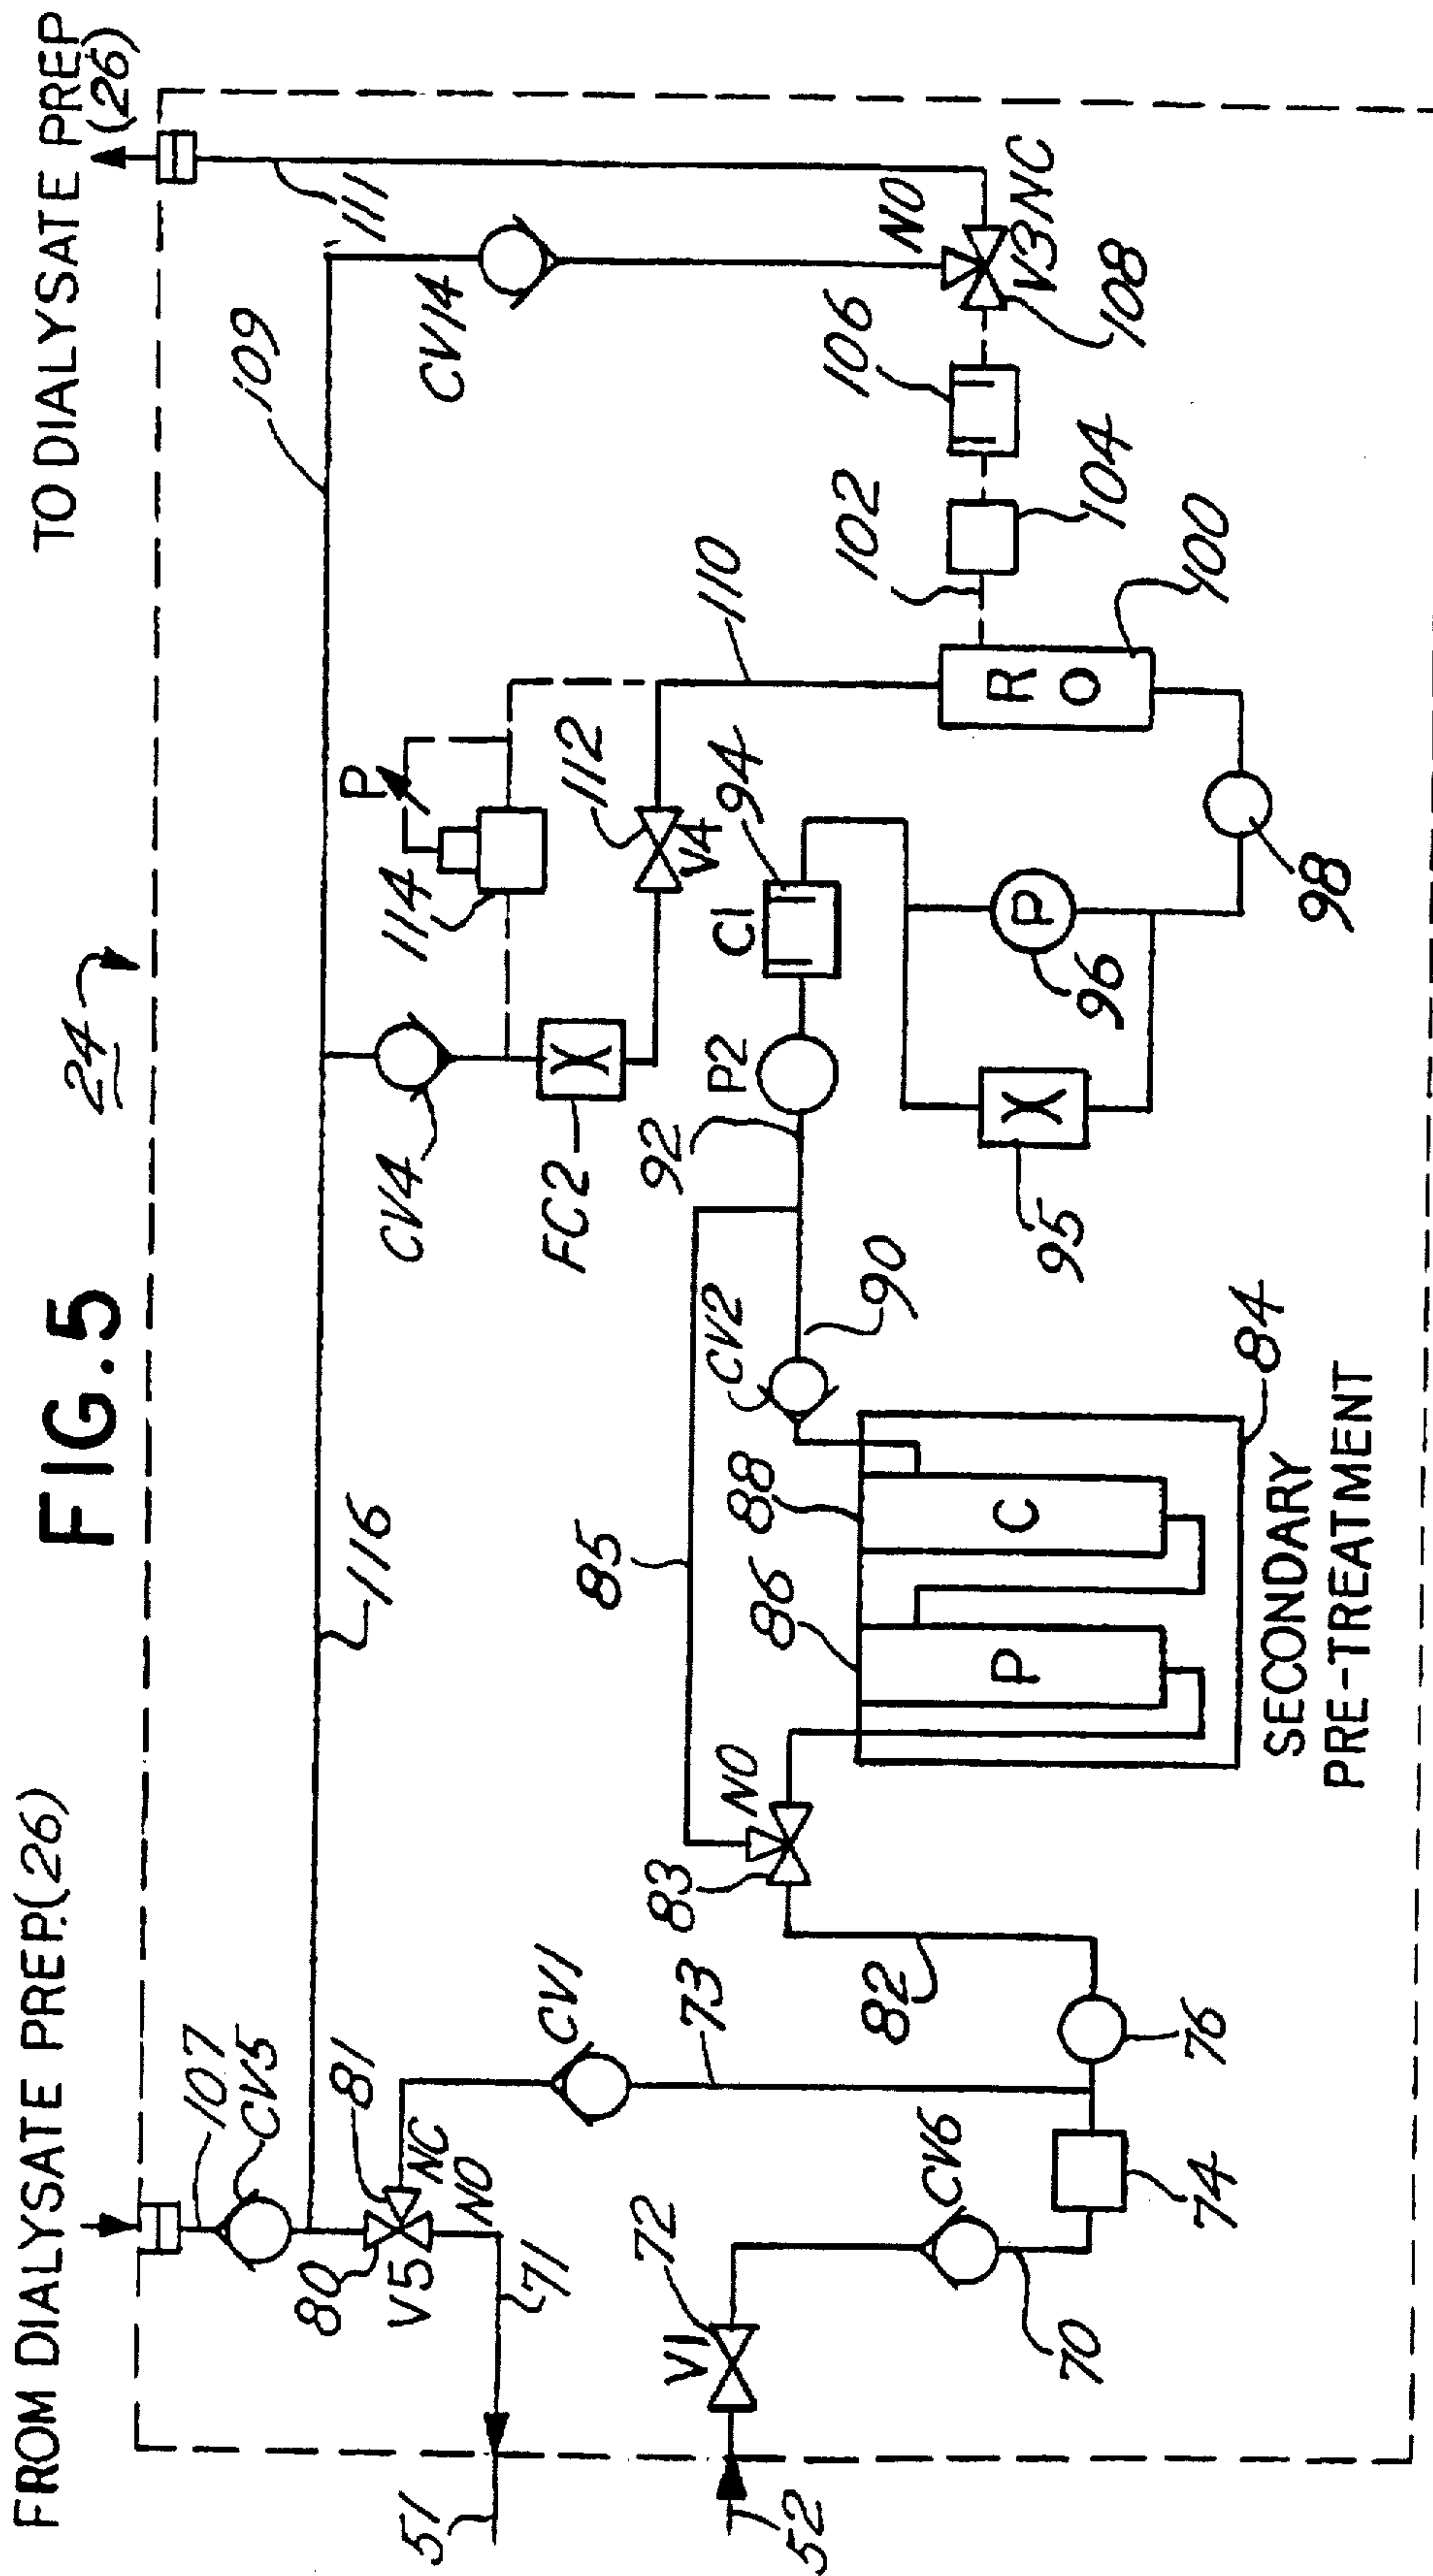 FIG.5
24
FROM DIALYSATE PREP.(26)
TO DIALYSATE PREP
(26)
107
CV5
116
109
111
CV14
81
80
V5
NC
NO
71
51
CV1
73
CV4
FC2
114
P
112
V4
110
NO
NC
V3
108
106
102
104
100
R
O
85
83
NO
86
88
CV2
90
92
P2
C1
94
P
96
95
98
52
V1
72
CV6
70
74
76
82
P
C
84
SECONDARY
PRE-TREATMENT